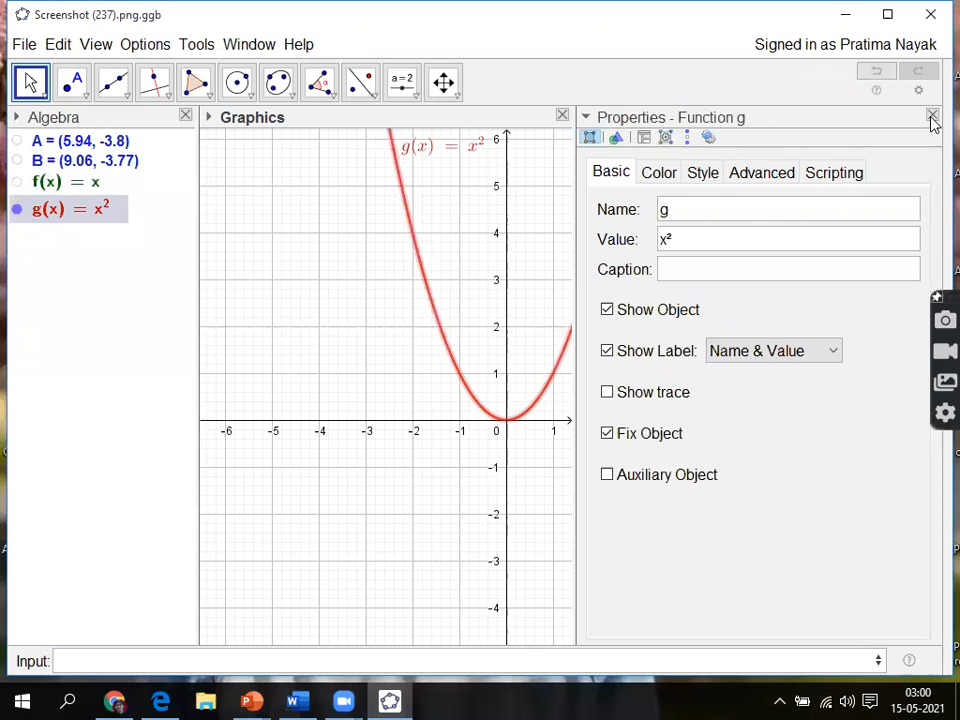 Screenshot (237).png.ggb
File Edit View Options Tools Window Help
Signed in as Pratima Nayak
A
α
a=2
Algebra
Graphics
Properties - Function g
A = (5.94, -3.8)
B = (9.06, -3.77)
f(x) = x
g(x) = x²
g(x) = x²
6
5
4
3
2
1
-6 -5 -4 -3 -2 -1 0 1
-1
-2
-3
-4
Basic Color Style Advanced Scripting
Name: g
Value: x²
Caption:
Show Object
Show Label: Name & Value
Show trace
Fix Object
Auxiliary Object
Input:
03:00
15-05-2021